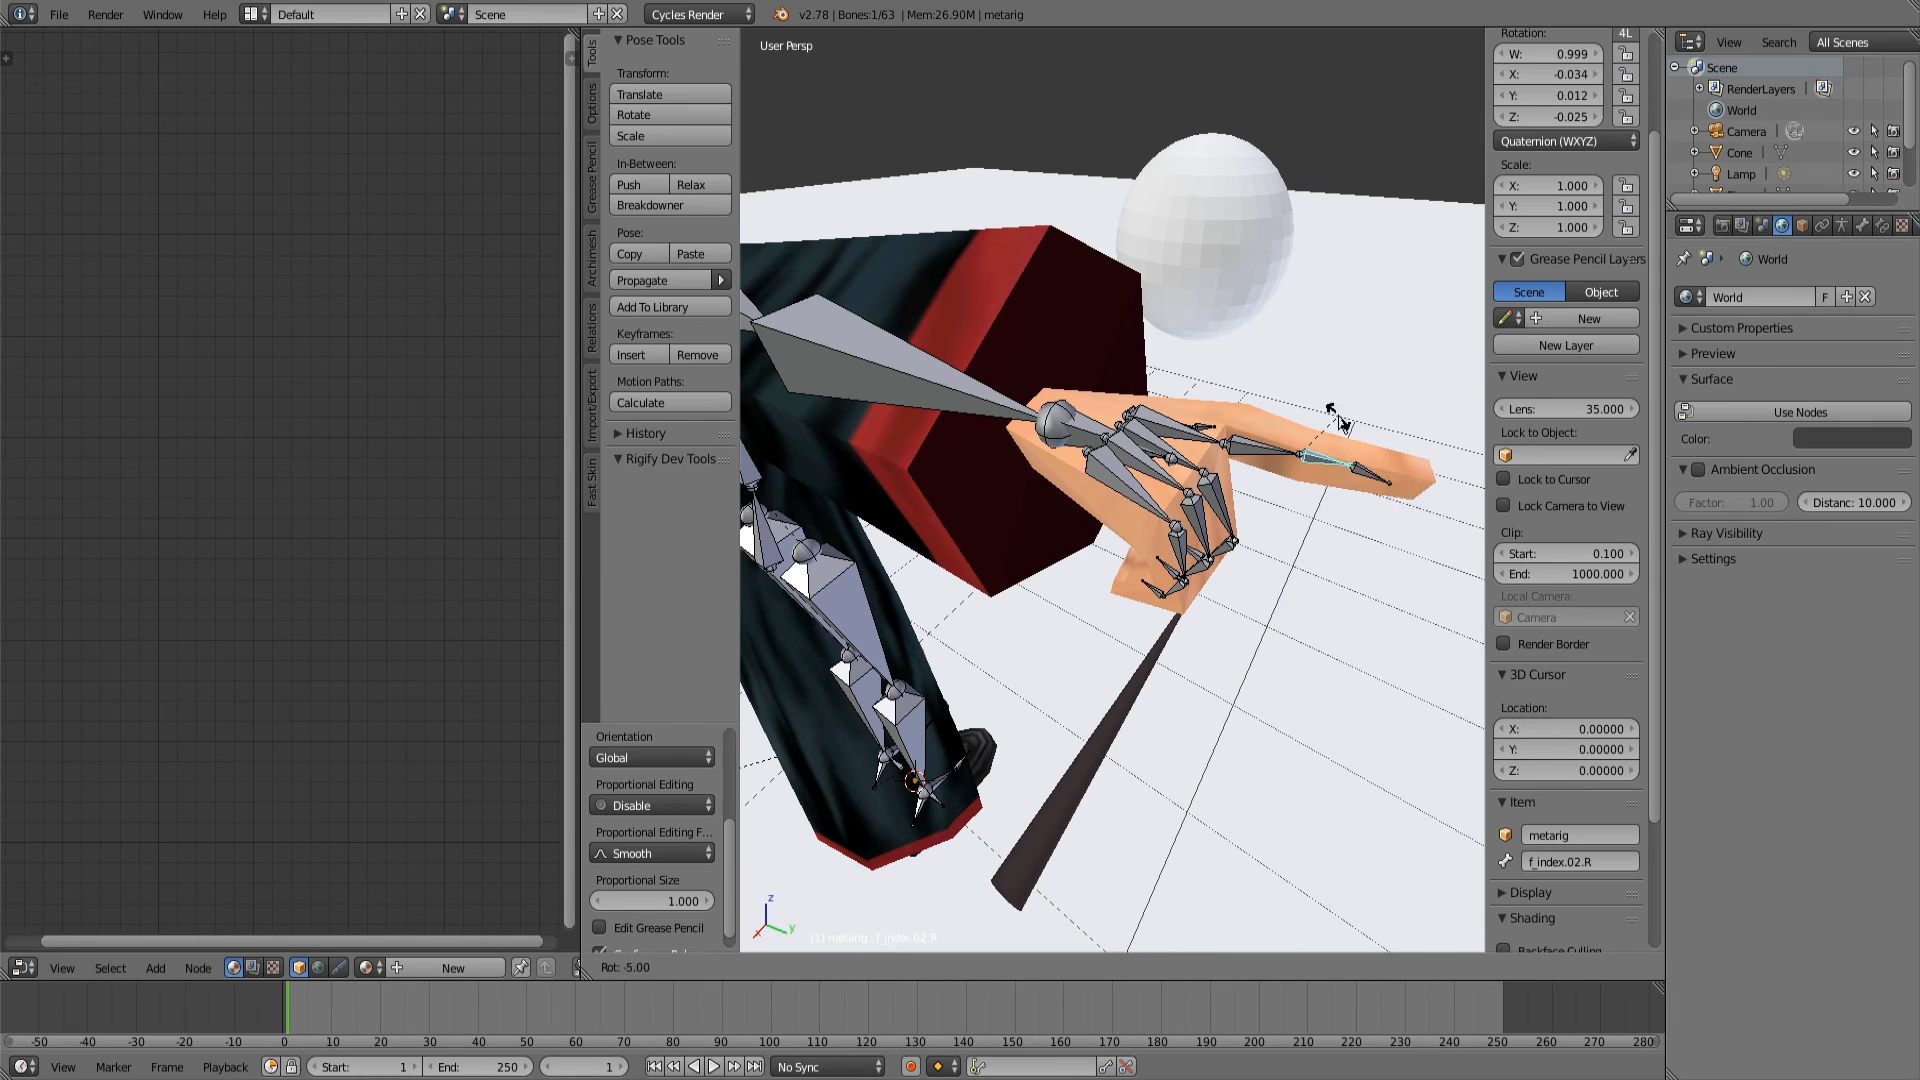 File Render Window Help Default Scene Cycles Render v2.78 | Bones:1/63 | Mem:26.90M | metarig
Tools
Options
Grease Pencil
Archimesh
Relations
Import/Export
Fast Skin
Pose Tools
Transform:
Translate
Rotate
Scale
In-Between:
Push Relax
Breakdowner
Pose:
Copy Paste
Propagate
Add To Library
Keyframes:
Insert Remove
Motion Paths:
Calculate
History
Rigify Dev Tools
Orientation
Global
Proportional Editing
Disable
Proportional Editing F...
Smooth
Proportional Size
1.000
Edit Grease Pencil
User Persp
z
x y
(1) metarig : f_index.02.R
Rotation: 4L
W: 0.999
X: -0.034
Y: 0.012
Z: -0.025
Quaternion (WXYZ)
Scale:
X: 1.000
Y: 1.000
Z: 1.000
Grease Pencil Layers
Scene Object
New
New Layer
View
Lens: 35.000
Lock to Object:
Lock to Cursor
Lock Camera to View
Clip:
Start: 0.100
End: 1000.000
Local Camera:
Camera
Render Border
3D Cursor
Location:
X: 0.00000
Y: 0.00000
Z: 0.00000
Item
metarig
f_index.02.R
Display
Shading
Backface Culling
View Search All Scenes
Scene
RenderLayers |
World
Camera |
Cone
Lamp
World
World F
Custom Properties
Preview
Surface
Use Nodes
Color:
Ambient Occlusion
Factor: 1.00 Distanc: 10.000
Ray Visibility
Settings
View Select Add Node New
Rot: -5.00
-50 -40 -30 -20 -10 0 10 20 30 40 50 60 70 80 90 100 110 120 130 140 150 160 170 180 190 200 210 220 230 240 250 260 270 280
View Marker Frame Playback Start: 1 End: 250 1 No Sync